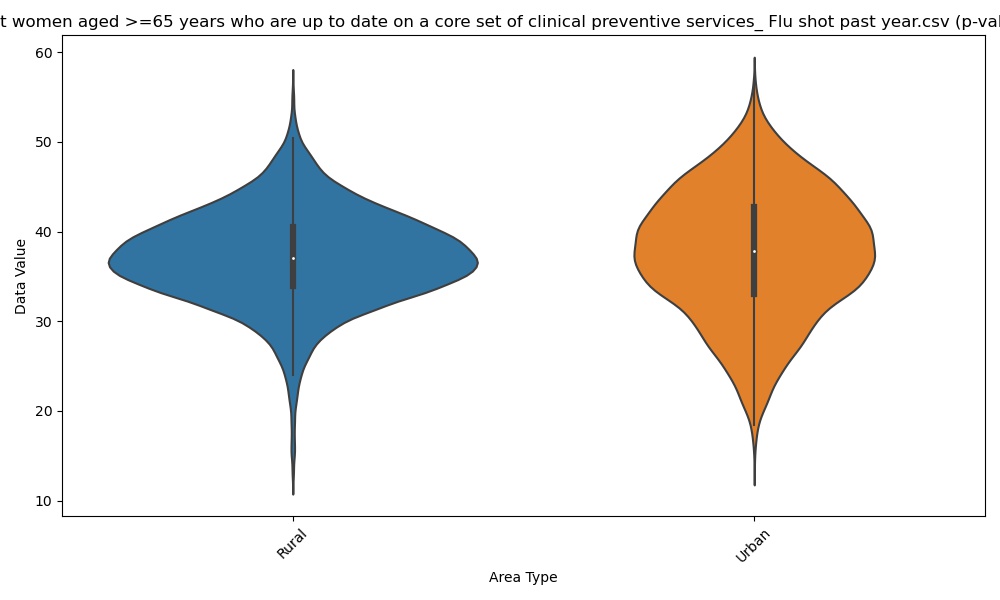 t women aged >=65 years who are up to date on a core set of clinical preventive services_ Flu shot past year.csv (p-val
60
50
40
30
20
10
Data Value
Rural
Urban
Area Type